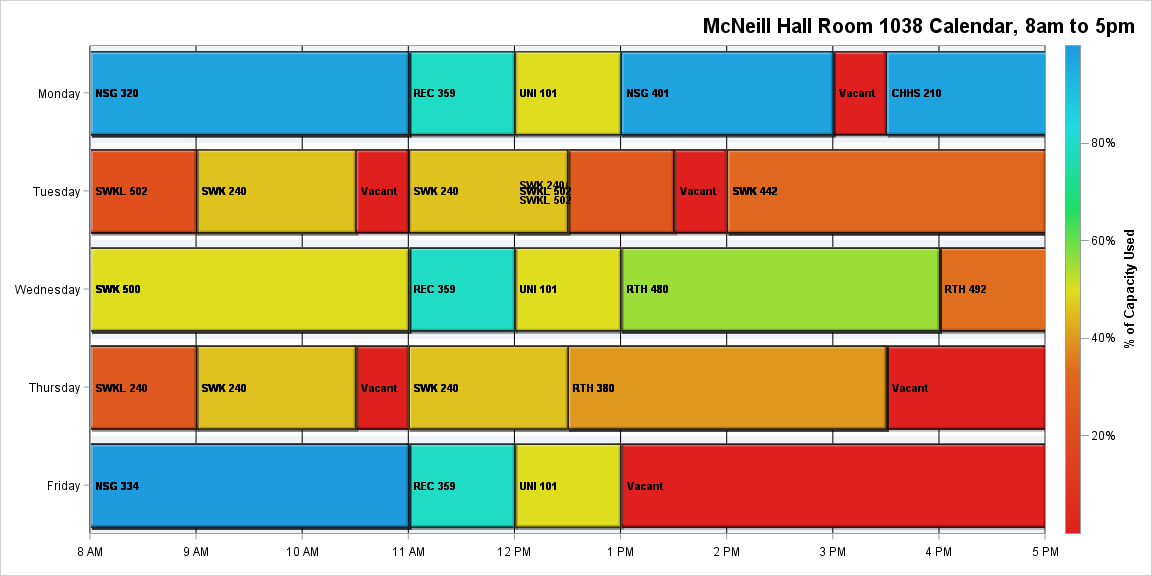 McNeill Hall Room 1038 Calendar, 8am to 5pm
Monday
NSG 320
REC 359
UNI 101
NSG 401
Vacant
CHHS 210
Tuesday
SWKL 502
SWK 240
Vacant
SWK 240
SWK 240/
SWKL 502
SWKL 502
Vacant
SWK 442
Wednesday
SWK 500
REC 359
UNI 101
RTH 480
RTH 492
Thursday
SWKL 240
SWK 240
Vacant
SWK 240
RTH 380
Vacant
Friday
NSG 334
REC 359
UNI 101
Vacant
8 AM
9 AM
10 AM
11 AM
12 PM
1 PM
2 PM
3 PM
4 PM
5 PM
80%
60%
40%
20%
% of Capacity Used